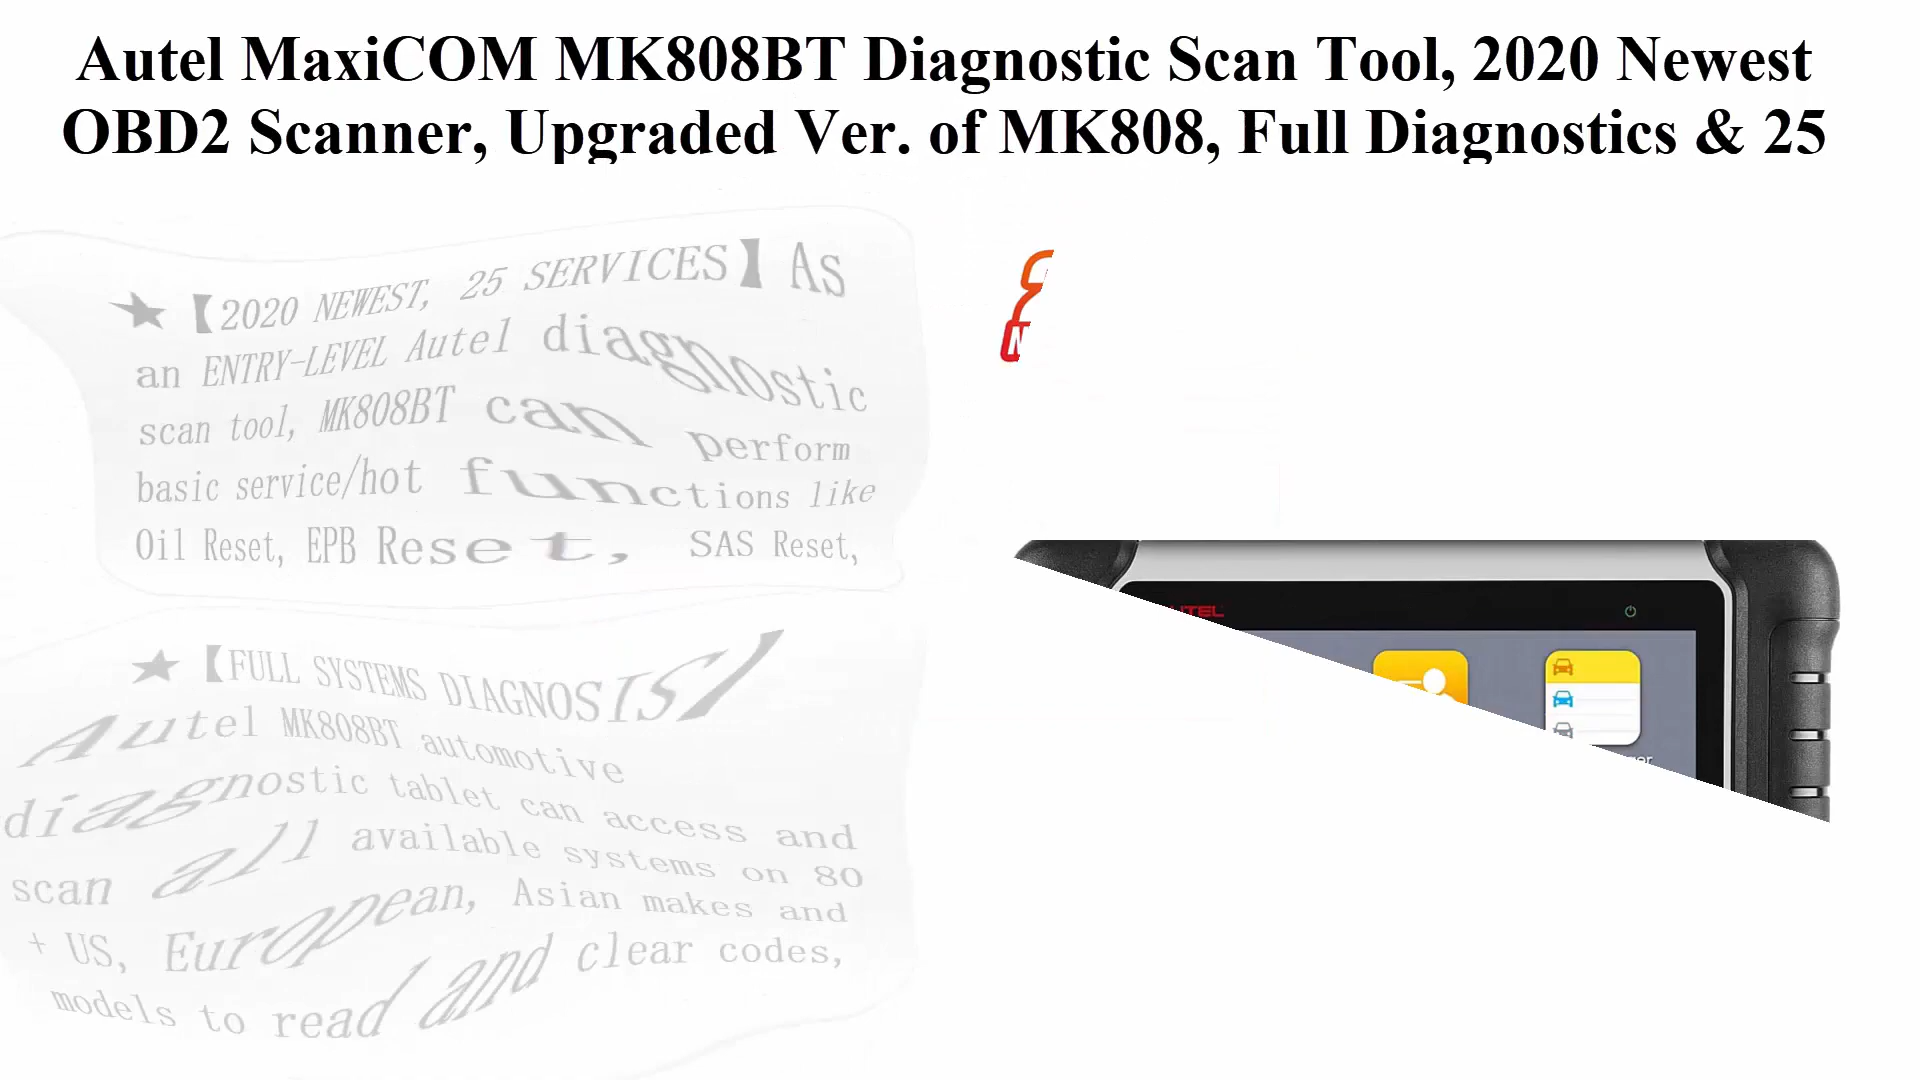 Autel MaxiCOM MK808BT Diagnostic Scan Tool, 2020 Newest
OBD2 Scanner, Upgraded Ver. of MK808, Full Diagnostics & 25
★【2020 NEWEST, 25 SERVICES】As
an ENTRY-LEVEL Autel diagnostic
scan tool, MK808BT can perform
basic service/hot functions like
Oil Reset, EPB Reset, SAS Reset,
★【FULL SYSTEMS DIAGNOSIS】
Autel MK808BT automotive
diagnostic tablet can access and
scan all available systems on 80
+ US, European, Asian makes and
models to read and clear codes,
N